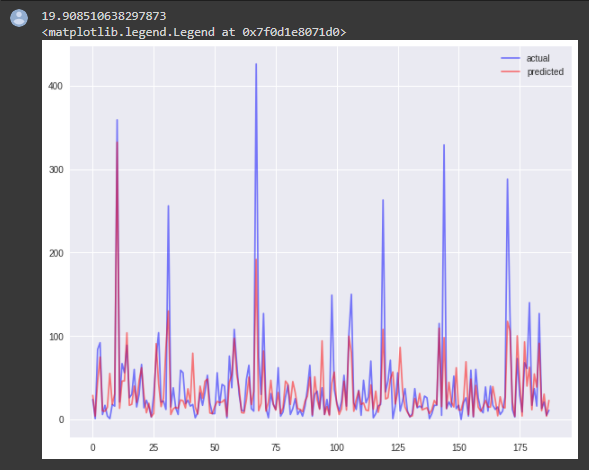 19.908510638297873
<matplotlib.legend.Legend at 0x7f0d1e8071d0>
actual
predicted
400
300
200
100
0
0 25 50 75 100 125 150 175